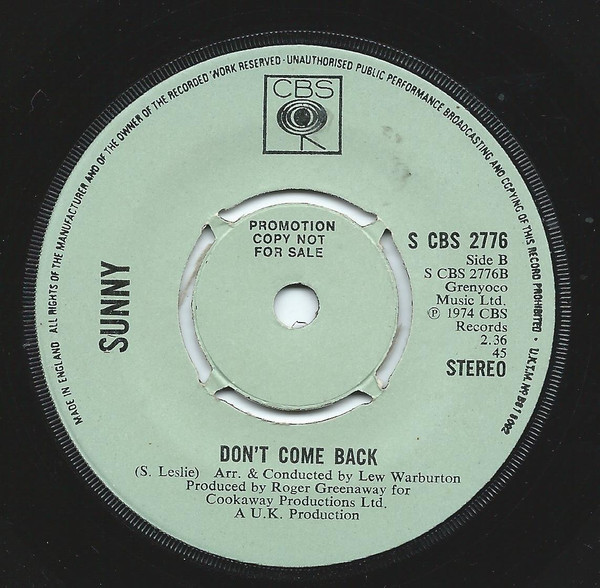 MADE IN ENGLAND ALL RIGHTS OF THE MANUFACTURER AND OF THE OWNER OF THE RECORDED WORK RESERVED · UNAUTHORISED PUBLIC PERFORMANCE BROADCASTING AND COPYING OF THIS RECORD PROHIBITED ·
CBS
PROMOTION
COPY NOT
FOR SALE
SUNNY
S CBS 2776
Side B
S CBS 2776B
Grenyoco
Music Ltd.
℗ 1974 CBS
Records
2.36
45
STEREO
DON'T COME BACK
(S. Leslie) Arr. & Conducted by Lew Warburton
Produced by Roger Greenaway for
Cookaway Productions Ltd.
A U.K. Production